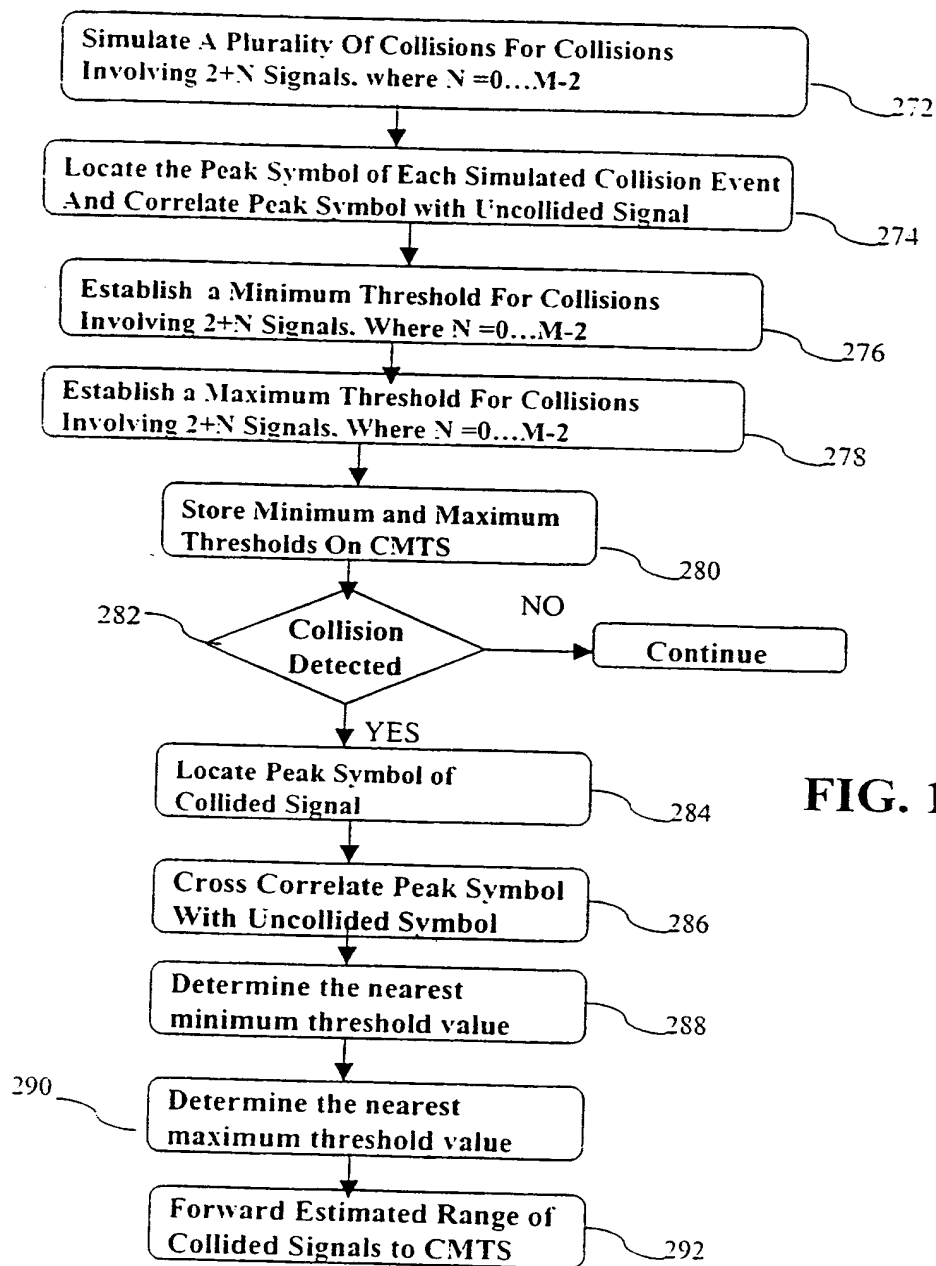 Simulate A Plurality Of Collisions For Collisions
Involving 2+N Signals. where N =0...M-2
272
Locate the Peak Symbol of Each Simulated Collision Event
And Correlate Peak Symbol with Uncollided Signal
274
Establish a Minimum Threshold For Collisions
Involving 2+N Signals. Where N =0...M-2
276
Establish a Maximum Threshold For Collisions
Involving 2+N Signals. Where N =0...M-2
278
Store Minimum and Maximum
Thresholds On CMTS
280
282
Collision
Detected
NO
Continue
YES
Locate Peak Symbol of
Collided Signal
284
FIG. 1
Cross Correlate Peak Symbol
With Uncollided Symbol
286
Determine the nearest
minimum threshold value
288
290
Determine the nearest
maximum threshold value
Forward Estimated Range of
Collided Signals to CMTS
292